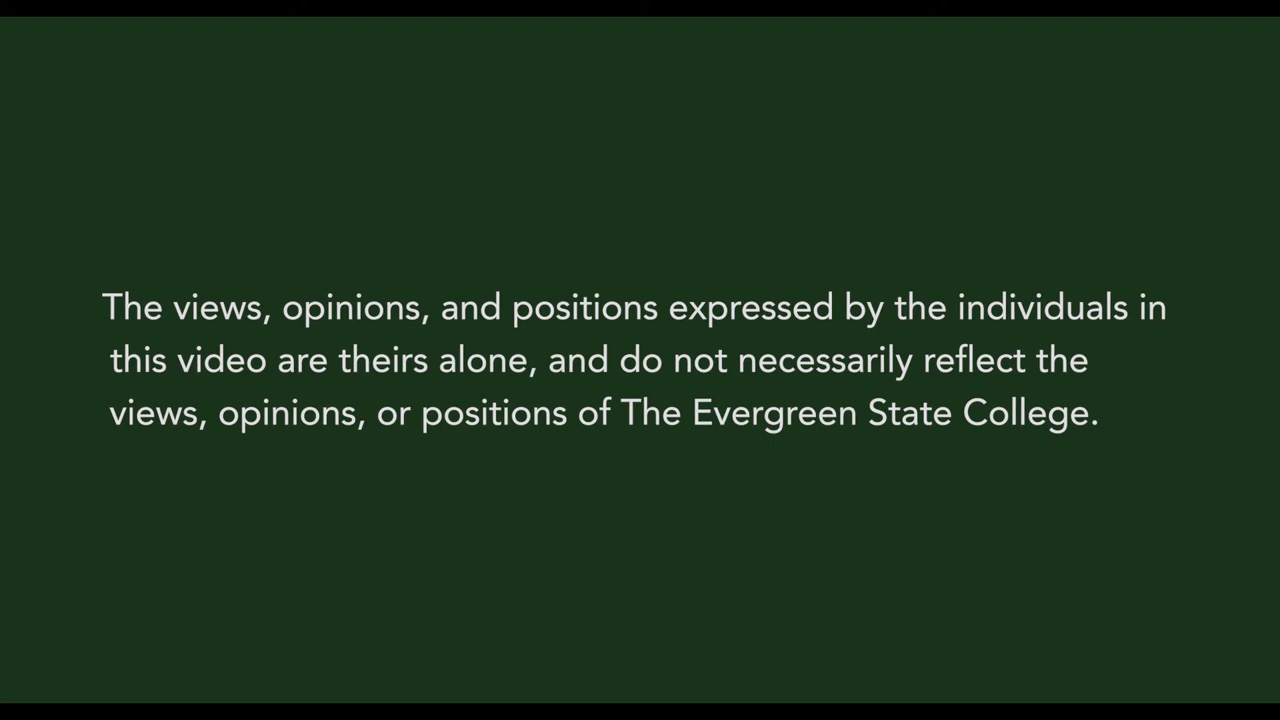 The views, opinions, and positions expressed by the individuals in
this video are theirs alone, and do not necessarily reflect the
views, opinions, or positions of The Evergreen State College.